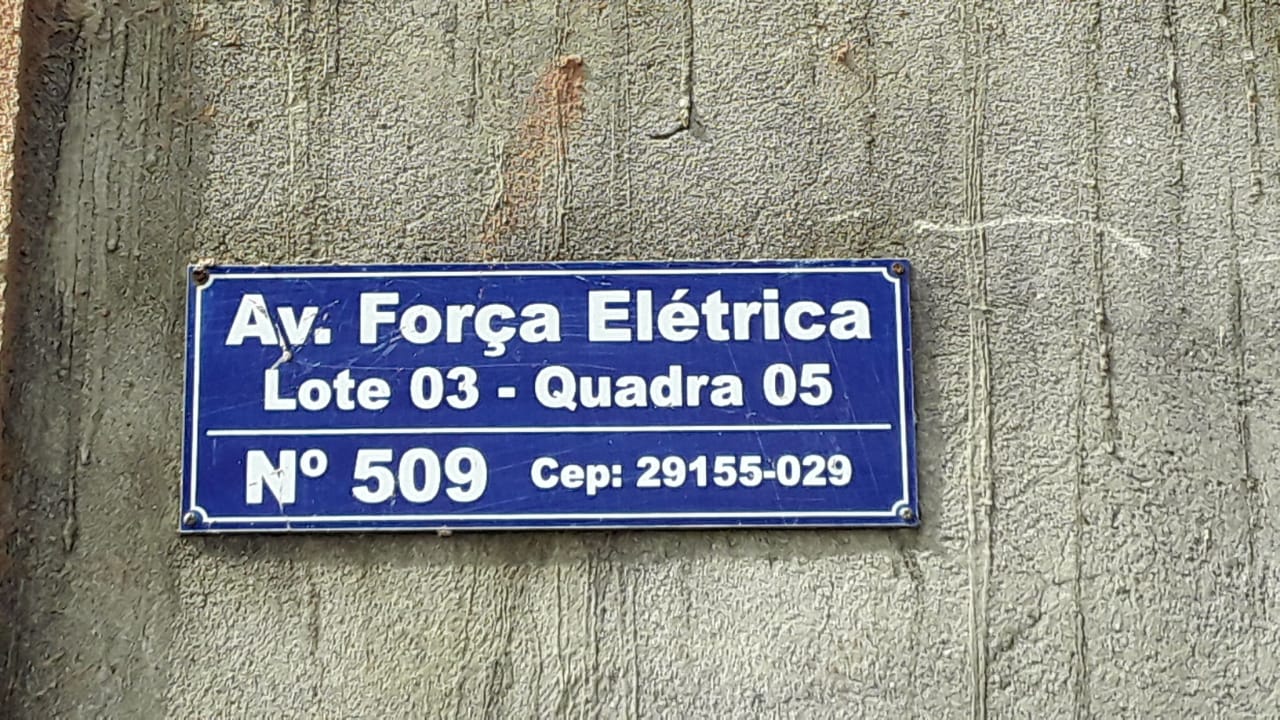 Av. Força Elétrica
Lote 03 - Quadra 05
Nº 509 Cep: 29155-029